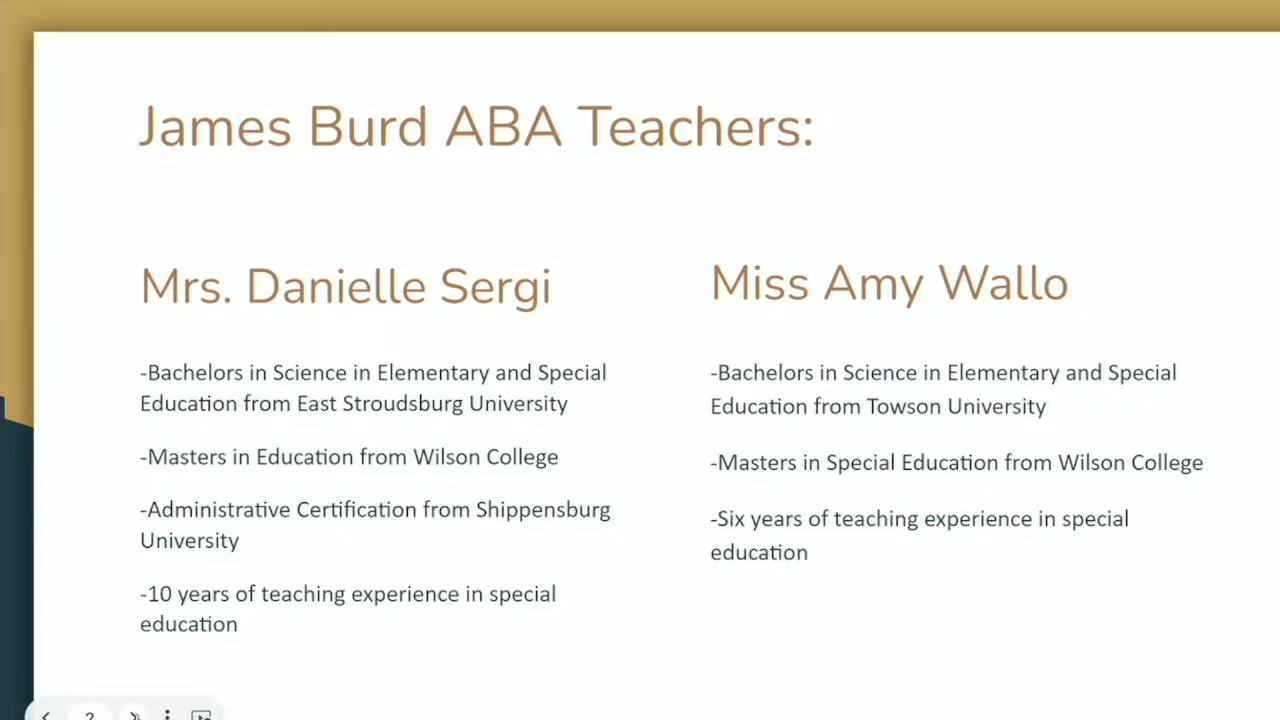 James Burd ABA Teachers:
Mrs. Danielle Sergi
-Bachelors in Science in Elementary and Special
Education from East Stroudsburg University
-Masters in Education from Wilson College
-Administrative Certification from Shippensburg
University
-10 years of teaching experience in special
education
Miss Amy Wallo
-Bachelors in Science in Elementary and Special
Education from Towson University
-Masters in Special Education from Wilson College
-Six years of teaching experience in special
education
2